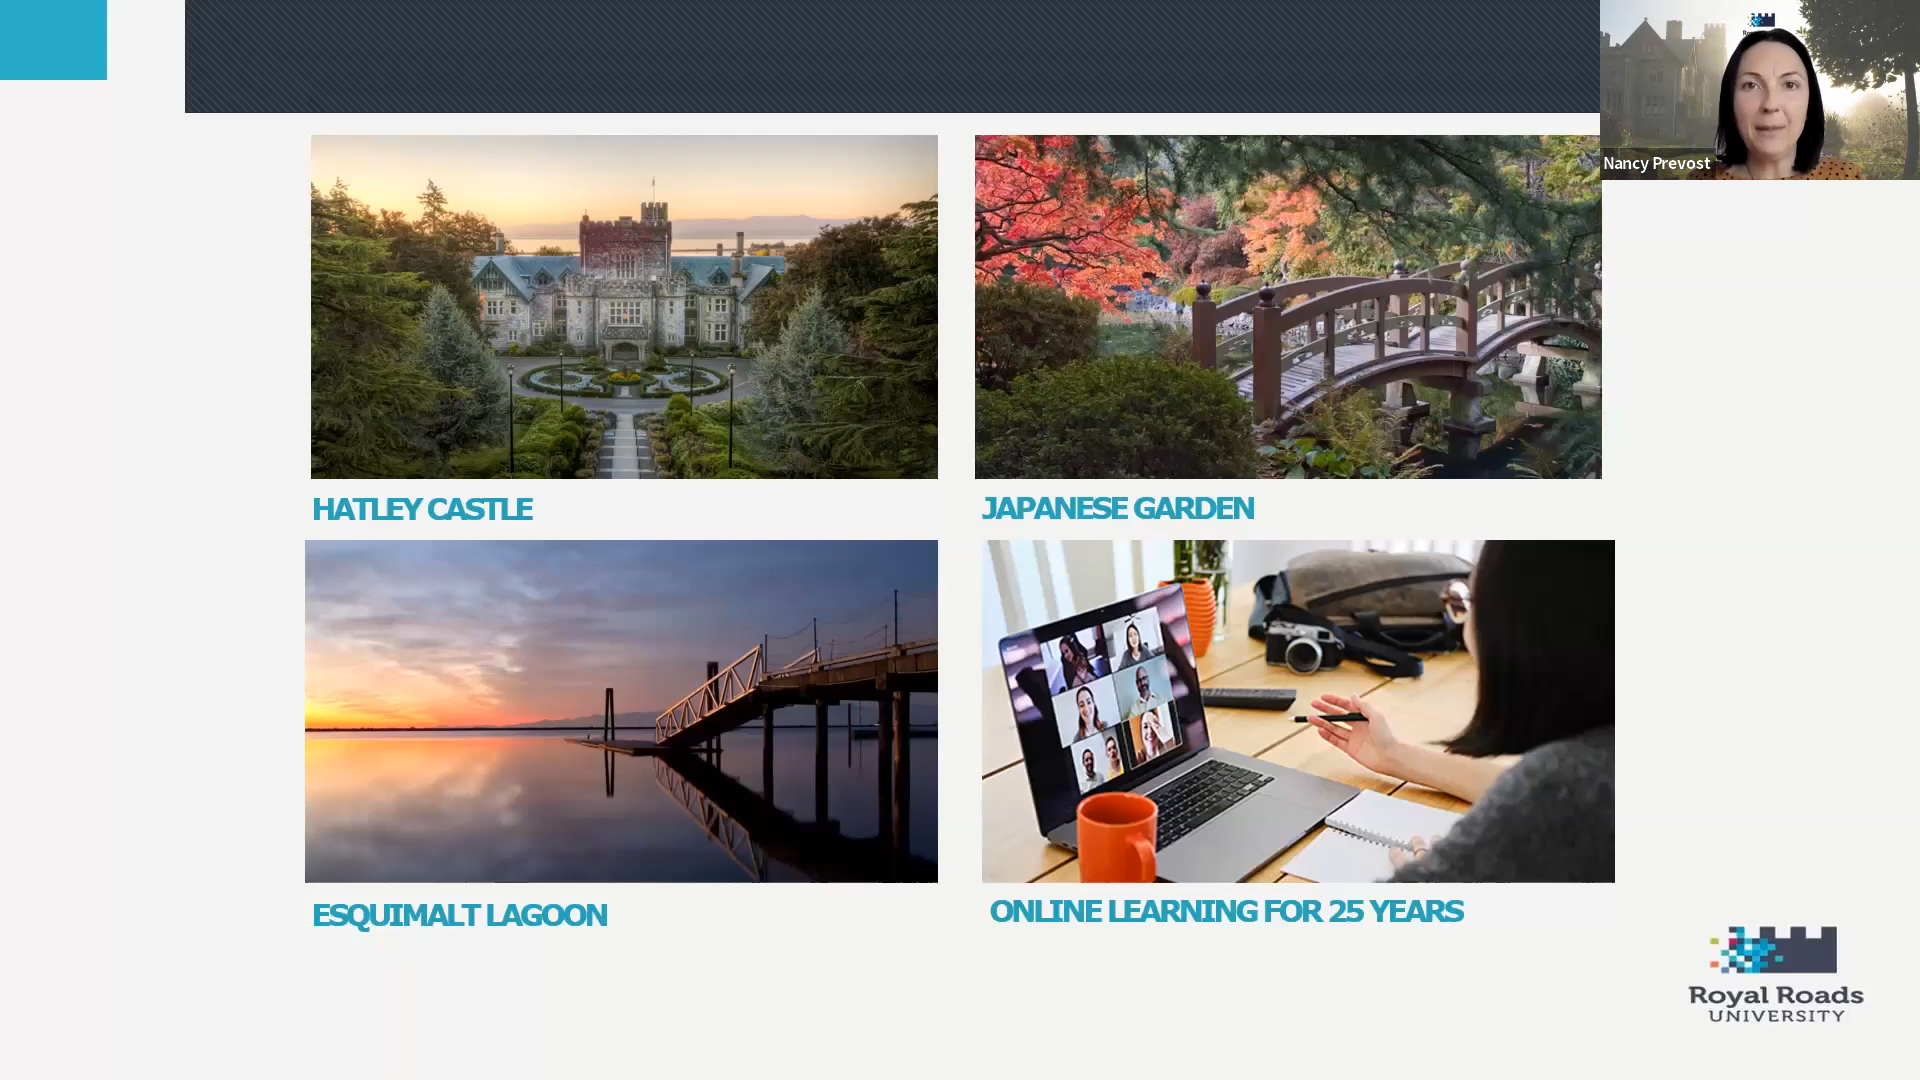 Nancy Prevost
HATLEY CASTLE
JAPANESE GARDEN
ESQUIMALT LAGOON
ONLINE LEARNING FOR 25 YEARS
Royal Roads
UNIVERSITY